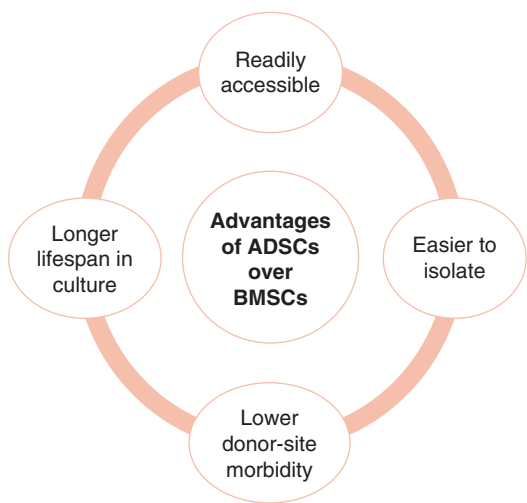 Readily
accessible
Advantages
of ADSCs
over
BMSCs
Easier to
isolate
Lower
donor-site
morbidity
Longer
lifespan in
culture